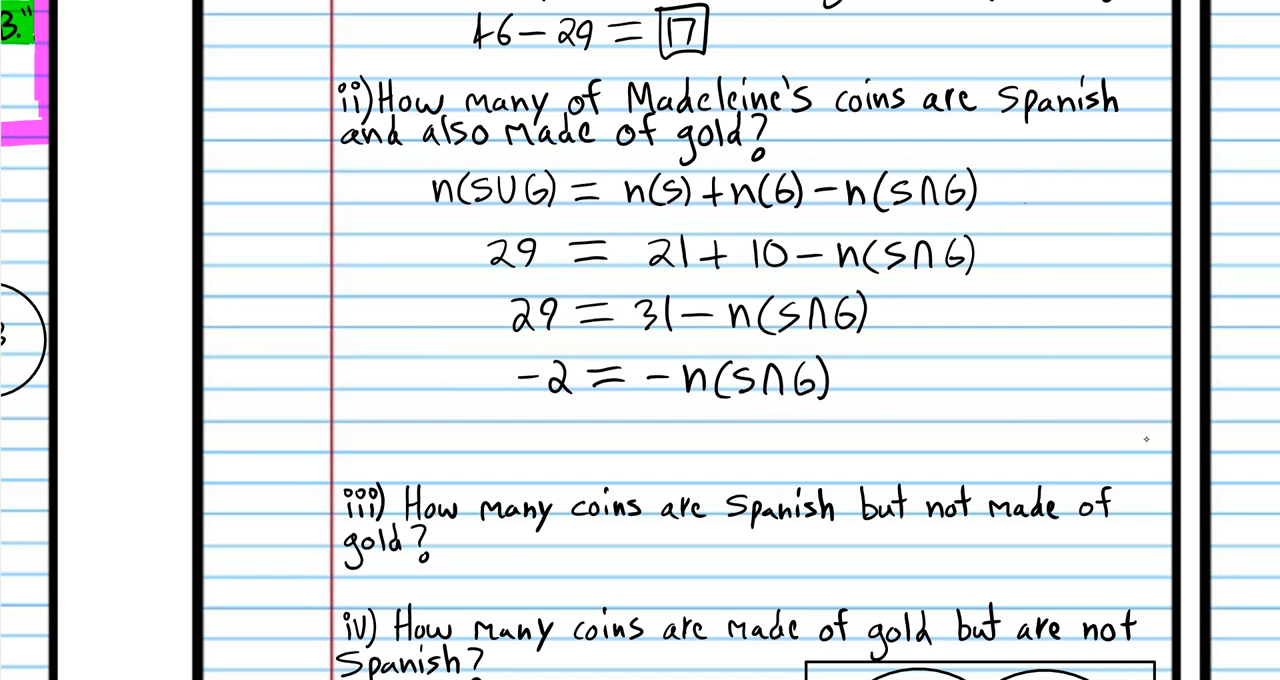 3."
46-29 = 17
ii) How many of Madeleine's coins are Spanish
and also made of gold?
n(S∪G) = n(S)+n(G)-n(S∩G)
29 = 21+ 10-n(S∩G)
29 = 31-n(S∩G)
-2 = -n(S∩G)
iii) How many coins are Spanish but not made of
gold?
iv) How many coins are made of gold but are not
Spanish?